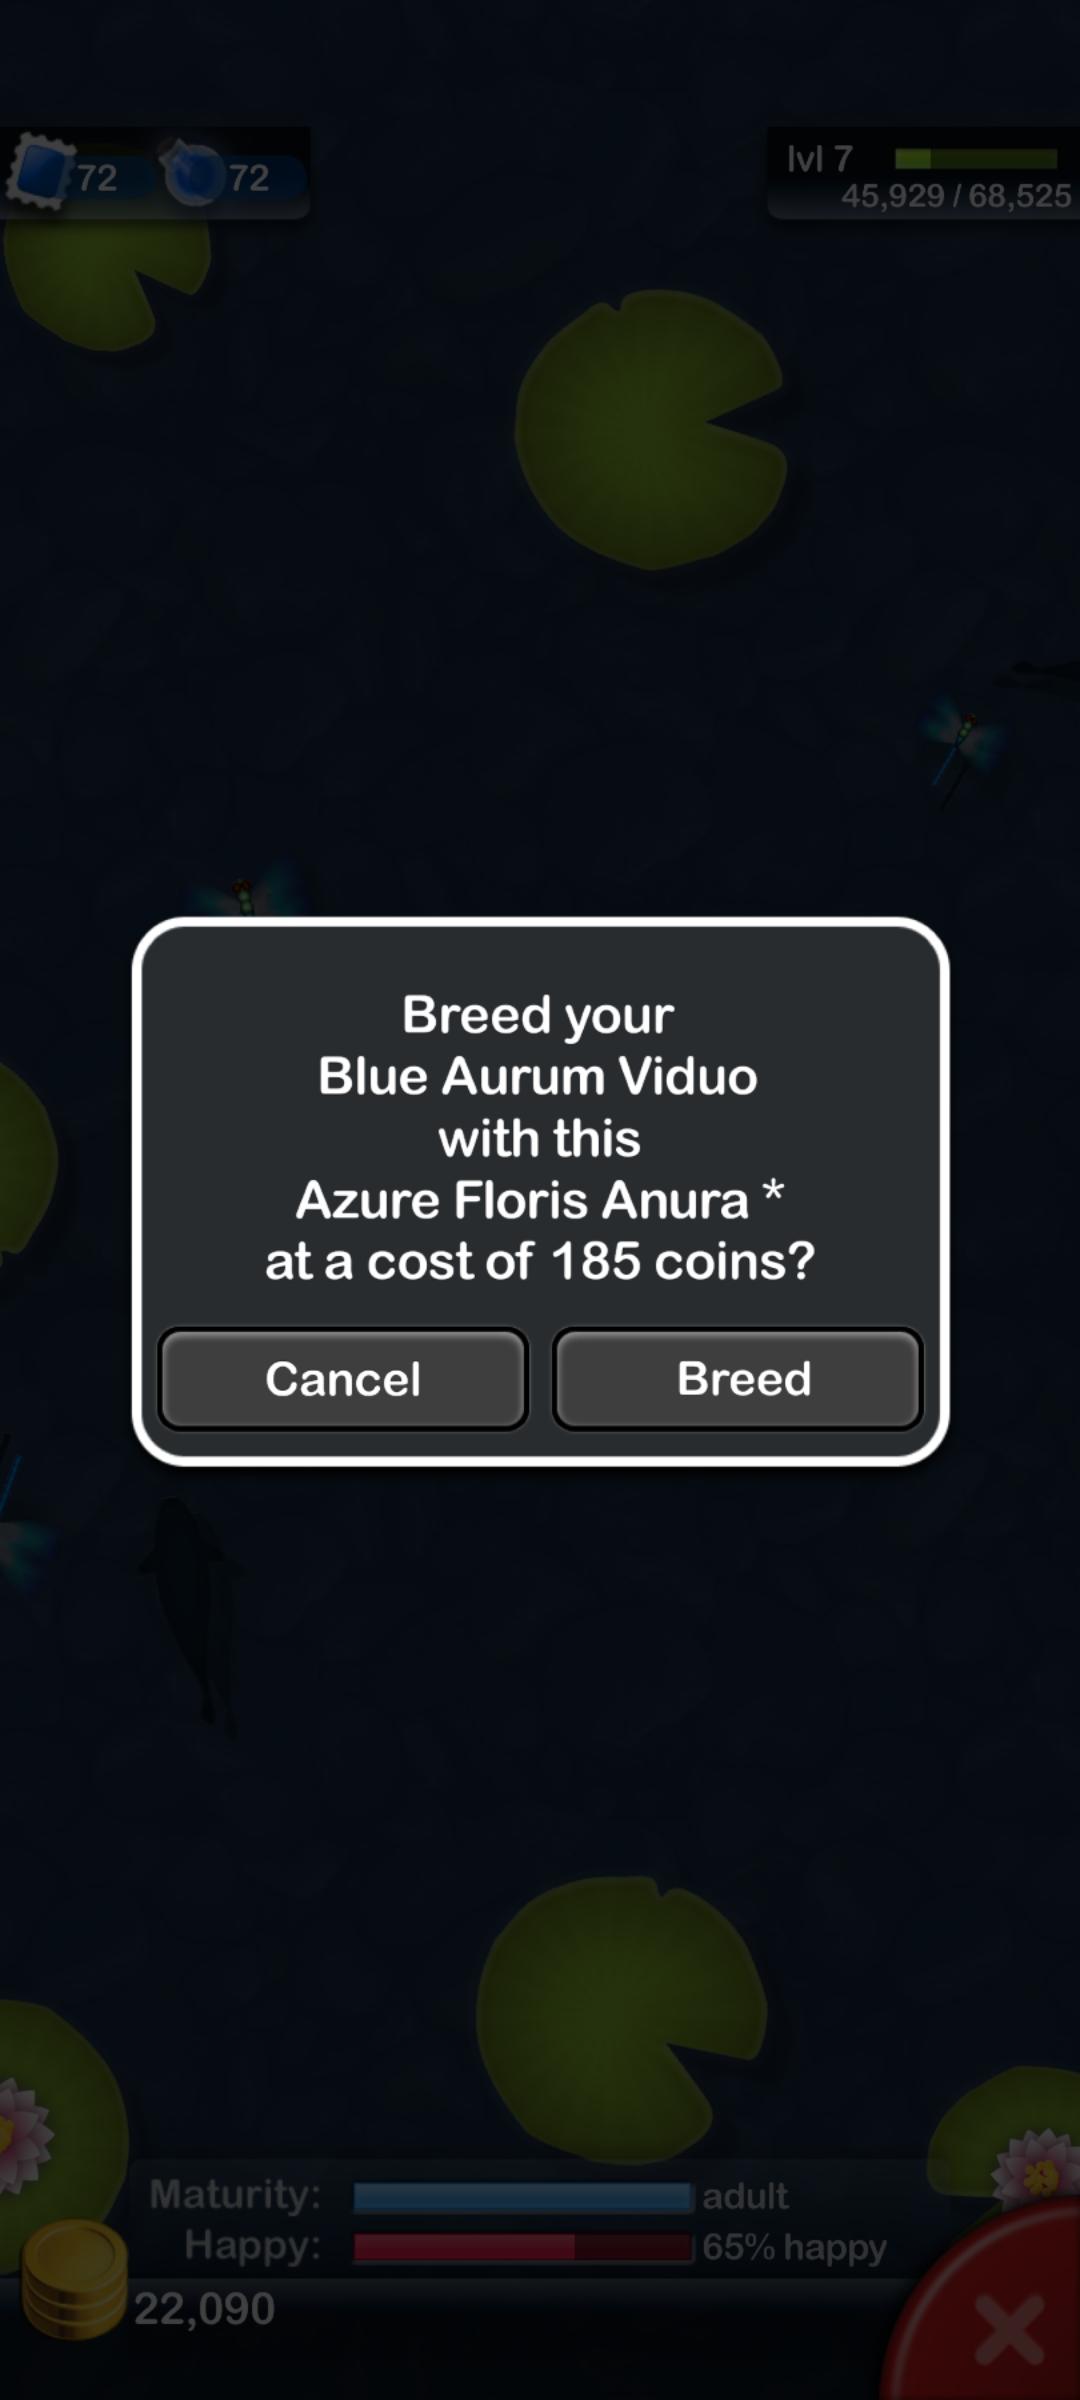 72
72
lvl 7
45,929 / 68,525
Breed your
Blue Aurum Viduo
with this
Azure Floris Anura *
at a cost of 185 coins?
Cancel
Breed
Maturity: adult
Happy: 65% happy
22,090